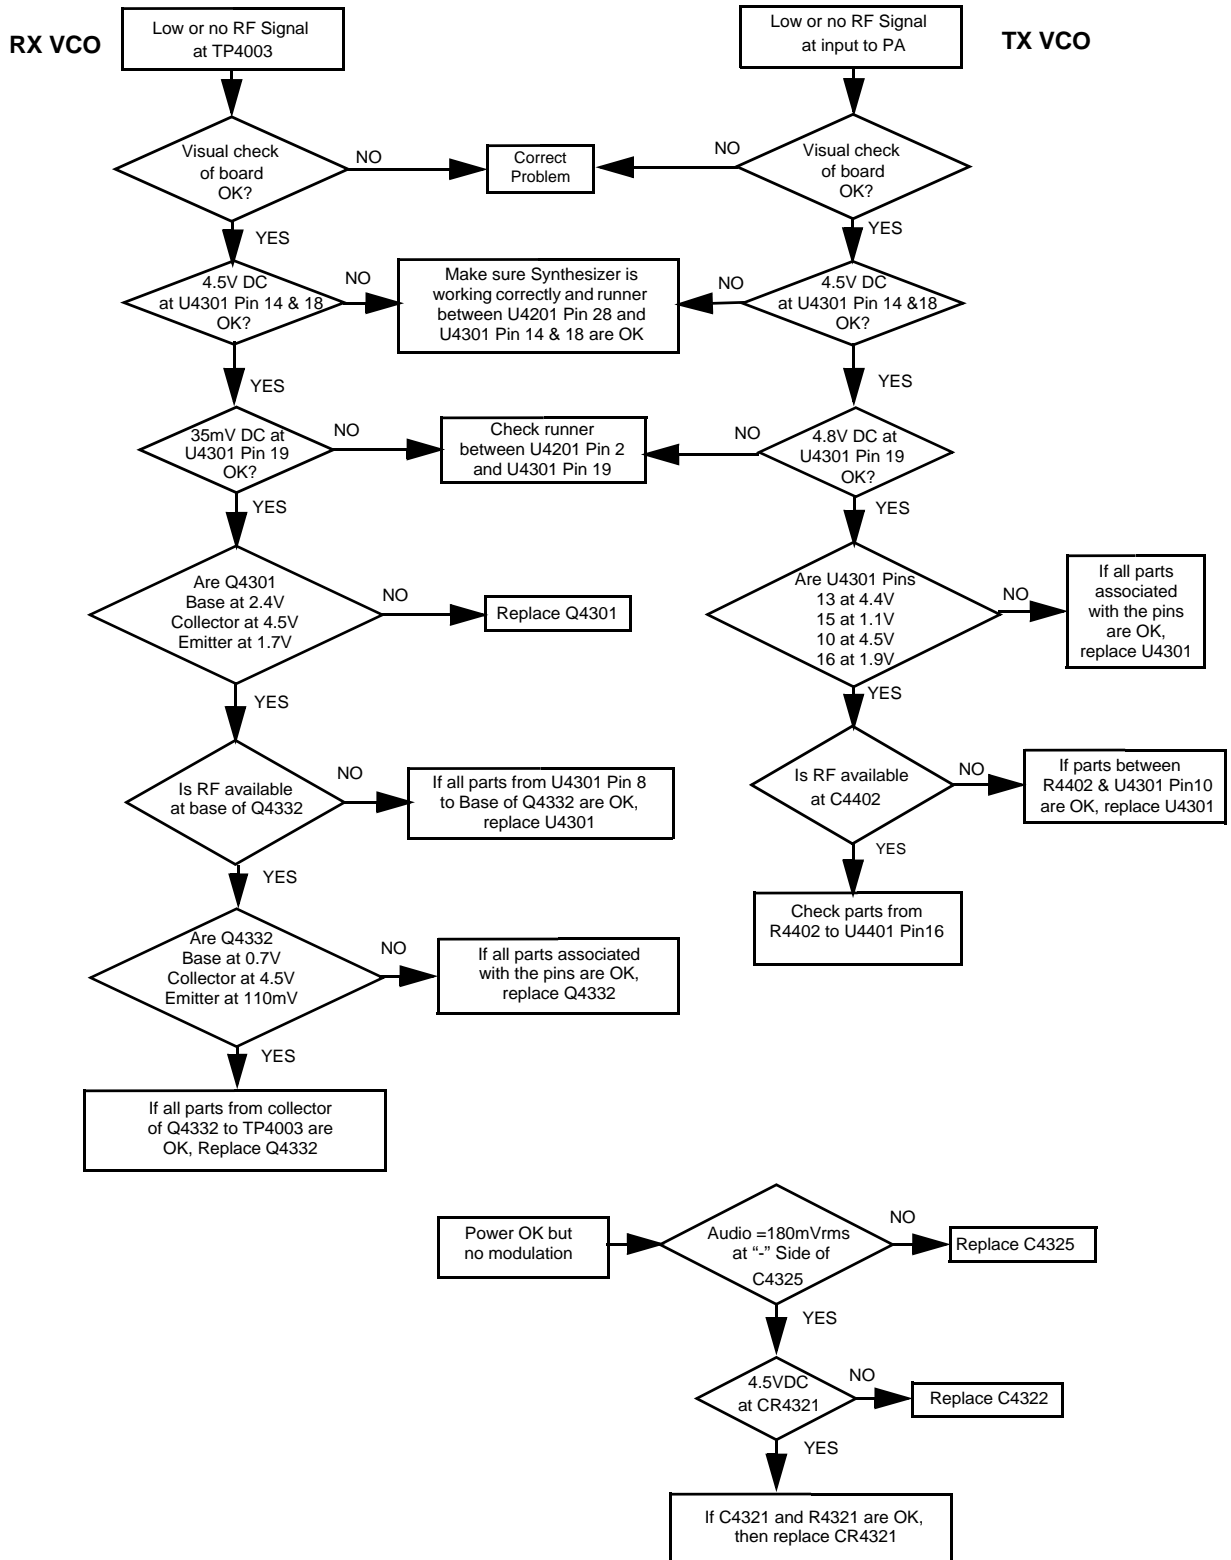 RX VCO
Low or no RF Signal
at TP4003
Low or no RF Signal
at input to PA
TX VCO
Visual check
of board
OK?
NO
Correct
Problem
NO
Visual check
of board
OK?
YES
YES
4.5V DC
at U4301 Pin 14 & 18
OK?
NO
Make sure Synthesizer is
working correctly and runner
between U4201 Pin 28 and
U4301 Pin 14 & 18 are OK
NO
4.5V DC
at U4301 Pin 14 &18
OK?
YES
YES
35mV DC at
U4301 Pin 19
OK?
NO
Check runner
between U4201 Pin 2
and U4301 Pin 19
NO
4.8V DC at
U4301 Pin 19
OK?
YES
YES
Are Q4301
Base at 2.4V
Collector at 4.5V
Emitter at 1.7V
NO
Replace Q4301
Are U4301 Pins
13 at 4.4V
15 at 1.1V
10 at 4.5V
16 at 1.9V
NO
If all parts
associated
with the pins
are OK,
replace U4301
YES
YES
Is RF available
at base of Q4332
NO
If all parts from U4301 Pin 8
to Base of Q4332 are OK,
replace U4301
Is RF available
at C4402
NO
If parts between
R4402 & U4301 Pin10
are OK, replace U4301
YES
YES
Are Q4332
Base at 0.7V
Collector at 4.5V
Emitter at 110mV
NO
If all parts associated
with the pins are OK,
replace Q4332
Check parts from
R4402 to U4401 Pin16
YES
If all parts from collector
of Q4332 to TP4003 are
OK, Replace Q4332
Power OK but
no modulation
Audio =180mVrms
at “-” Side of
C4325
NO
Replace C4325
YES
4.5VDC
at CR4321
NO
Replace C4322
YES
If C4321 and R4321 are OK,
then replace CR4321